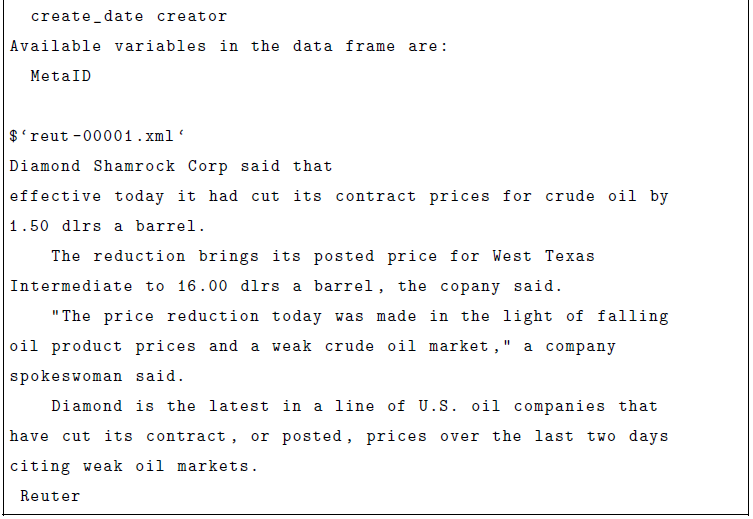 create_date creator
Available variables in the data frame are:
MetaID
$‘reut-00001.xml‘
Diamond Shamrock Corp said that
effective today it had cut its contract prices for crude oil by
1.50 dlrs a barrel.
The reduction brings its posted price for West Texas
Intermediate to 16.00 dlrs a barrel, the copany said.
"The price reduction today was made in the light of falling
oil product prices and a weak crude oil market," a company
spokeswoman said.
Diamond is the latest in a line of U.S. oil companies that
have cut its contract, or posted, prices over the last two days
citing weak oil markets.
Reuter